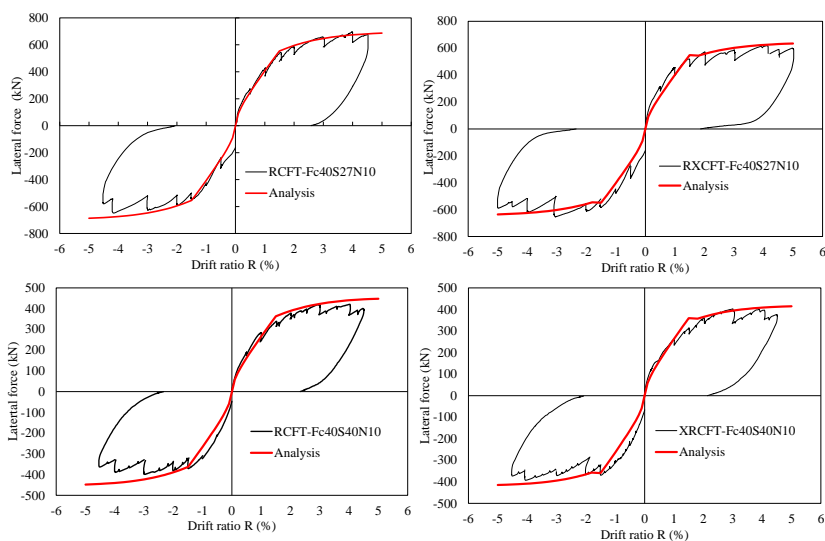 800
600
400
200
0
-200
-400
-600
-800
-6 -5 -4 -3 -2 -1 0 1 2 3 4 5 6
Lateral force (kN)
Drift ratio R (%)
RCFT-Fc40S27N10
Analysis
800
600
400
200
0
-200
-400
-600
-800
-6 -5 -4 -3 -2 -1 0 1 2 3 4 5 6
Lateral force (kN)
Drift ratio R (%)
RXCFT-Fc40S27N10
Analysis
500
400
300
200
100
0
-100
-200
-300
-400
-500
-6 -5 -4 -3 -2 -1 0 1 2 3 4 5 6
Latertal force (kN)
Drift ratio R (%)
RCFT-Fc40S40N10
Analysis
500
400
300
200
100
0
-100
-200
-300
-400
-500
-6 -5 -4 -3 -2 -1 0 1 2 3 4 5 6
Lateral force (kN)
Drift ratio R (%)
XRCFT-Fc40S40N10
Analysis